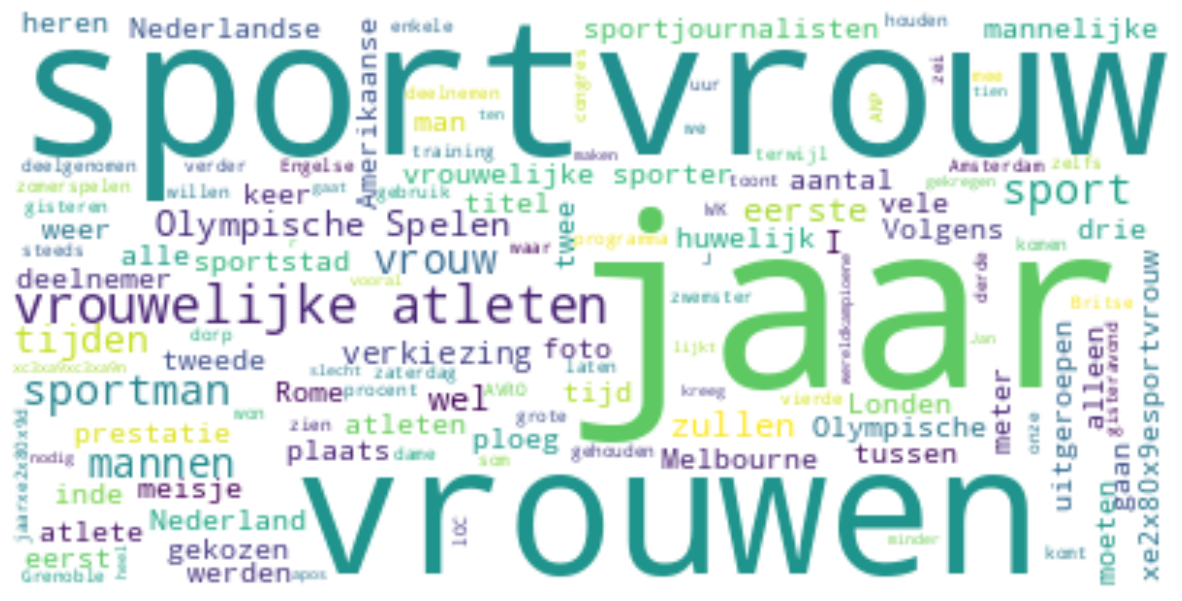 heren Nederlandse enkele sportjournalisten houden mannelijke
sportvrouw
Amerikaanse
congres
zei
deelnemen uur ANP mee
man ten we tien
training maken terwijl
deelgenomen verder Engelse vrouwelijke sporter toont Amsterdam zelfs
zomerspelen willen keer gaat gebruik titel aantal gekregen sport
gisteren Olympische Spelen twee WK eerste vele
weer programma huwelijk I Volgens drie
steeds alle sportstad r vrouw waar J komen
deelnemer vooral
jaar
wereldkampioene
derde
vrouwelijke atleten zwemster Britse
tijden dorp lijkt Jan
xc3xa9xc3xa9n tweede verkiezing foto
slecht zaterdag laten
sportman Rome procent wel AVRO tijd kreeg vierde Londen
meter
alleen
gisteravond
uitgeroepen
xe2x80x9esportvrouw
won grote
prestatie zien atleten ploeg zullen Olympische onze
nodig mannen plaats dame som gehouden Melbourne tussen
jaarxe2x80x9d
gaan
moeten
inde meisje
vrouwen
atlete Nederland IOC
eerst gekozen minder komt
heel
Grenoble werden apos